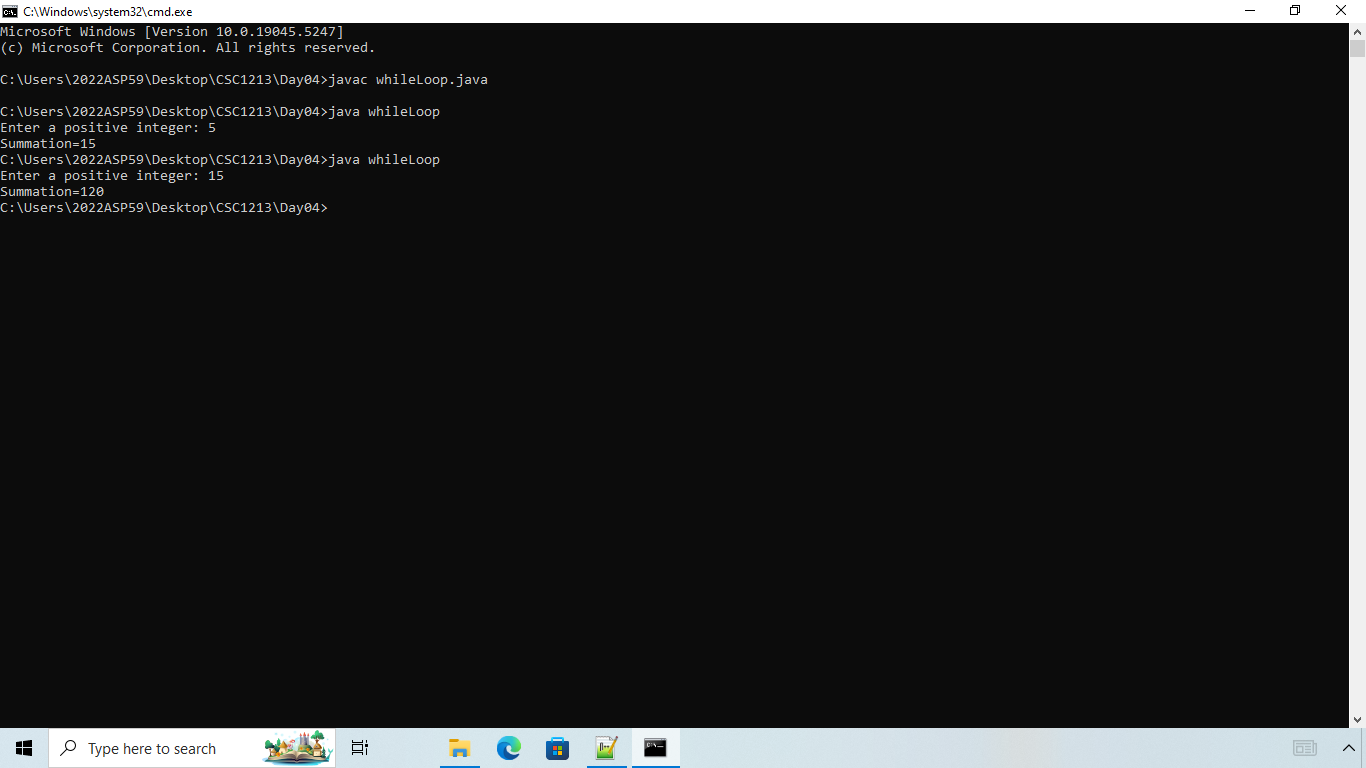 C:\Windows\system32\cmd.exe
Microsoft Windows [Version 10.0.19045.5247]
(c) Microsoft Corporation. All rights reserved.
C:\Users\2022ASP59\Desktop\CSC1213\Day04>javac whileLoop.java
C:\Users\2022ASP59\Desktop\CSC1213\Day04>java whileLoop
Enter a positive integer: 5
Summation=15
C:\Users\2022ASP59\Desktop\CSC1213\Day04>java whileLoop
Enter a positive integer: 15
Summation=120
C:\Users\2022ASP59\Desktop\CSC1213\Day04>
Type here to search